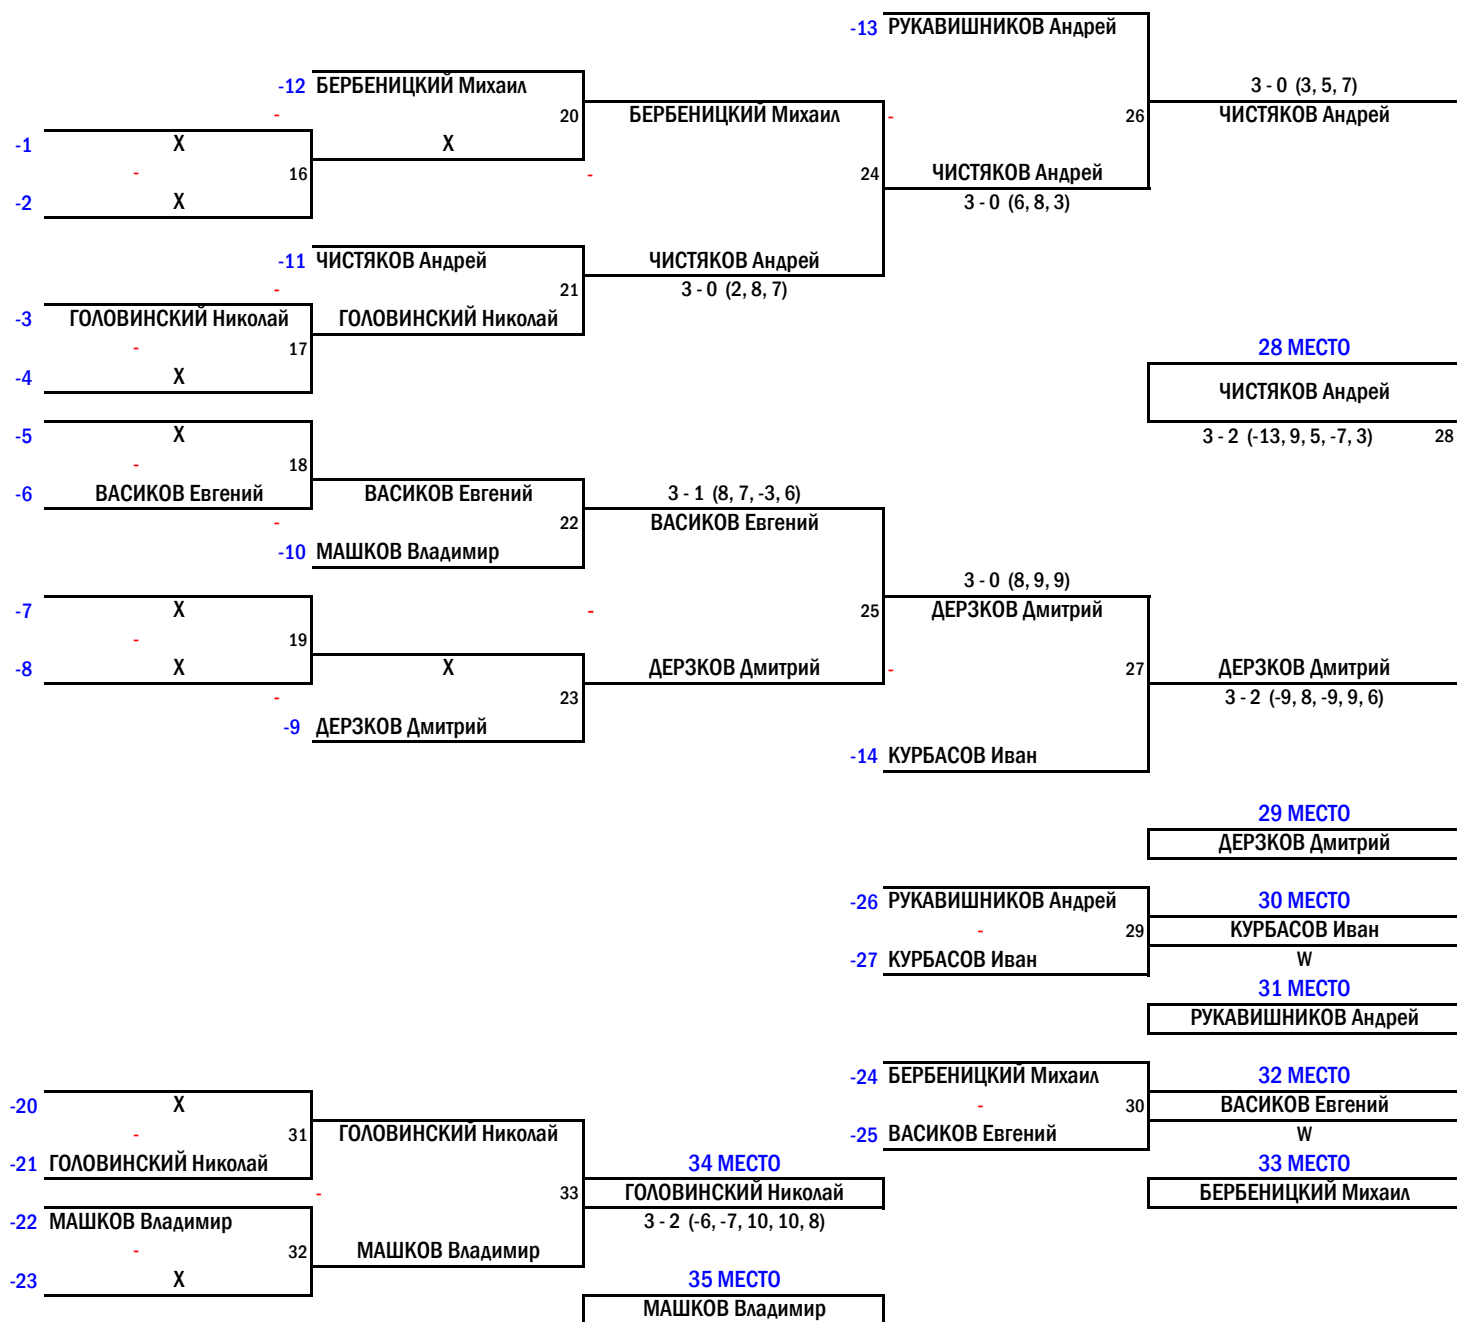 -13 РУКАВИШНИКОВ Андрей
-12 БЕРБЕНИЦКИЙ Михаил
3 - 0 (3, 5, 7)
- 20 БЕРБЕНИЦКИЙ Михаил - 26 ЧИСТЯКОВ Андрей
-1 X X
- 16 - 24 ЧИСТЯКОВ Андрей
-2 X 3 - 0 (6, 8, 3)
-11 ЧИСТЯКОВ Андрей ЧИСТЯКОВ Андрей
- 21 3 - 0 (2, 8, 7)
-3 ГОЛОВИНСКИЙ Николай ГОЛОВИНСКИЙ Николай
- 17 28 МЕСТО
-4 X
ЧИСТЯКОВ Андрей
-5 X 3 - 2 (-13, 9, 5, -7, 3) 28
- 18
-6 ВАСИКОВ Евгений ВАСИКОВ Евгений 3 - 1 (8, 7, -3, 6)
- 22 ВАСИКОВ Евгений
-10 МАШКОВ Владимир
3 - 0 (8, 9, 9)
-7 X - 25 ДЕРЗКОВ Дмитрий
- 19
-8 X X ДЕРЗКОВ Дмитрий - 27 ДЕРЗКОВ Дмитрий
- 23 3 - 2 (-9, 8, -9, 9, 6)
-9 ДЕРЗКОВ Дмитрий
-14 КУРБАСОВ Иван
29 МЕСТО
ДЕРЗКОВ Дмитрий
-26 РУКАВИШНИКОВ Андрей 30 МЕСТО
- 29 КУРБАСОВ Иван
-27 КУРБАСОВ Иван W
31 МЕСТО
РУКАВИШНИКОВ Андрей
-24 БЕРБЕНИЦКИЙ Михаил 32 МЕСТО
-20 X - 30 ВАСИКОВ Евгений
- 31 ГОЛОВИНСКИЙ Николай -25 ВАСИКОВ Евгений W
-21 ГОЛОВИНСКИЙ Николай 34 МЕСТО 33 МЕСТО
- 33 ГОЛОВИНСКИЙ Николай БЕРБЕНИЦКИЙ Михаил
-22 МАШКОВ Владимир 3 - 2 (-6, -7, 10, 10, 8)
- 32 МАШКОВ Владимир
-23 X 35 МЕСТО
МАШКОВ Владимир